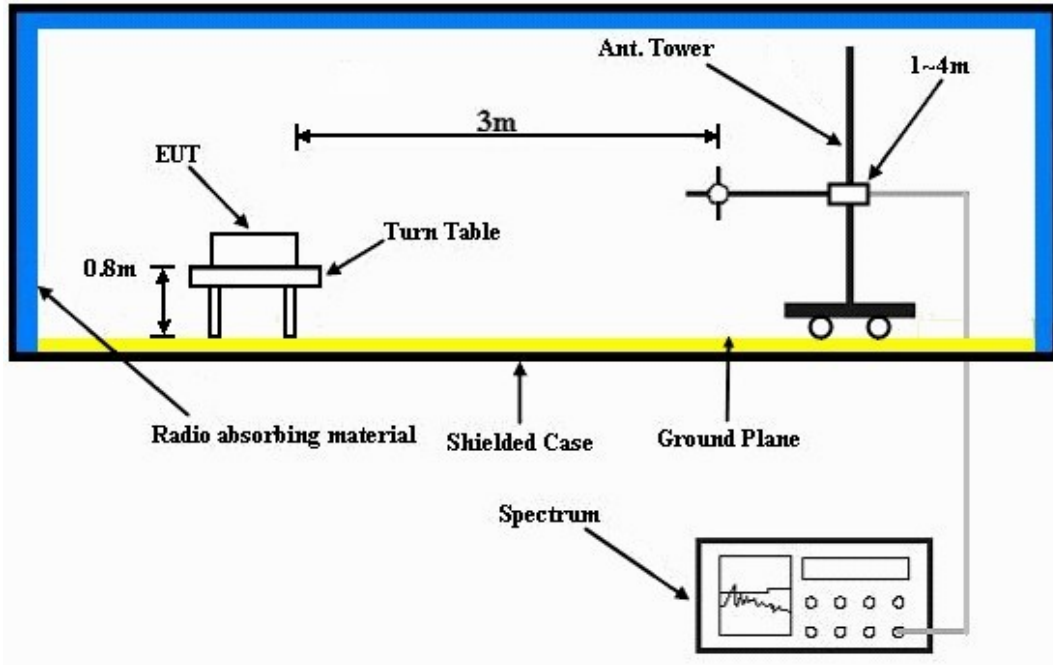 Ant. Tower
1~4m
3m
EUT
Turn Table
0.8m
Radio absorbing material
Shielded Case
Ground Plane
Spectrum